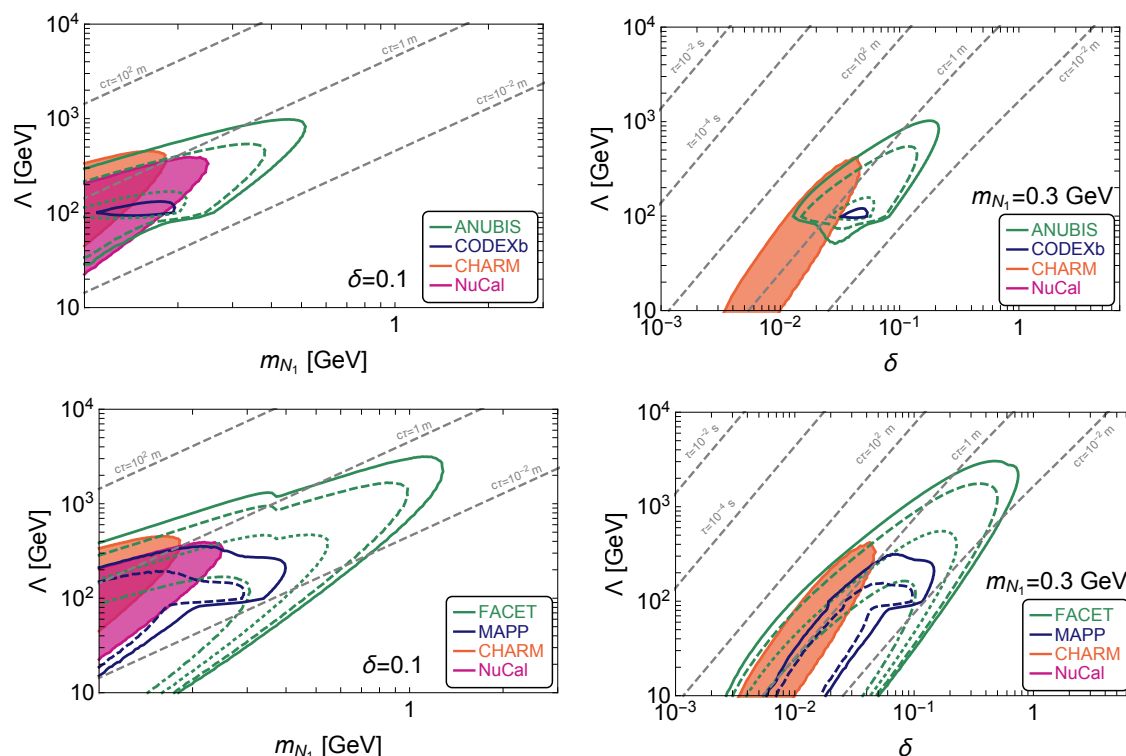 10⁴
10³
10²
10
Λ [GeV]
cτ=10² m
cτ=1 m
cτ=10⁻² m
δ=0.1
ANUBIS
CODEXb
CHARM
NuCal
1
m_{N₁} [GeV]
10⁴
10³
10²
10
Λ [GeV]
τ=10⁻² s
τ=10⁻⁴ s
cτ=10² m
cτ=1 m
cτ=10⁻² m
m_{N₁}=0.3 GeV
ANUBIS
CODEXb
CHARM
NuCal
10⁻³ 10⁻² 10⁻¹ 1
δ
10⁴
10³
10²
10
Λ [GeV]
cτ=10² m
cτ=1 m
cτ=10⁻² m
δ=0.1
FACET
MAPP
CHARM
NuCal
1
m_{N₁} [GeV]
10⁴
10³
10²
10
Λ [GeV]
τ=10⁻² s
τ=10⁻⁴ s
cτ=10² m
cτ=1 m
cτ=10⁻² m
m_{N₁}=0.3 GeV
FACET
MAPP
CHARM
NuCal
10⁻³ 10⁻² 10⁻¹ 1
δ